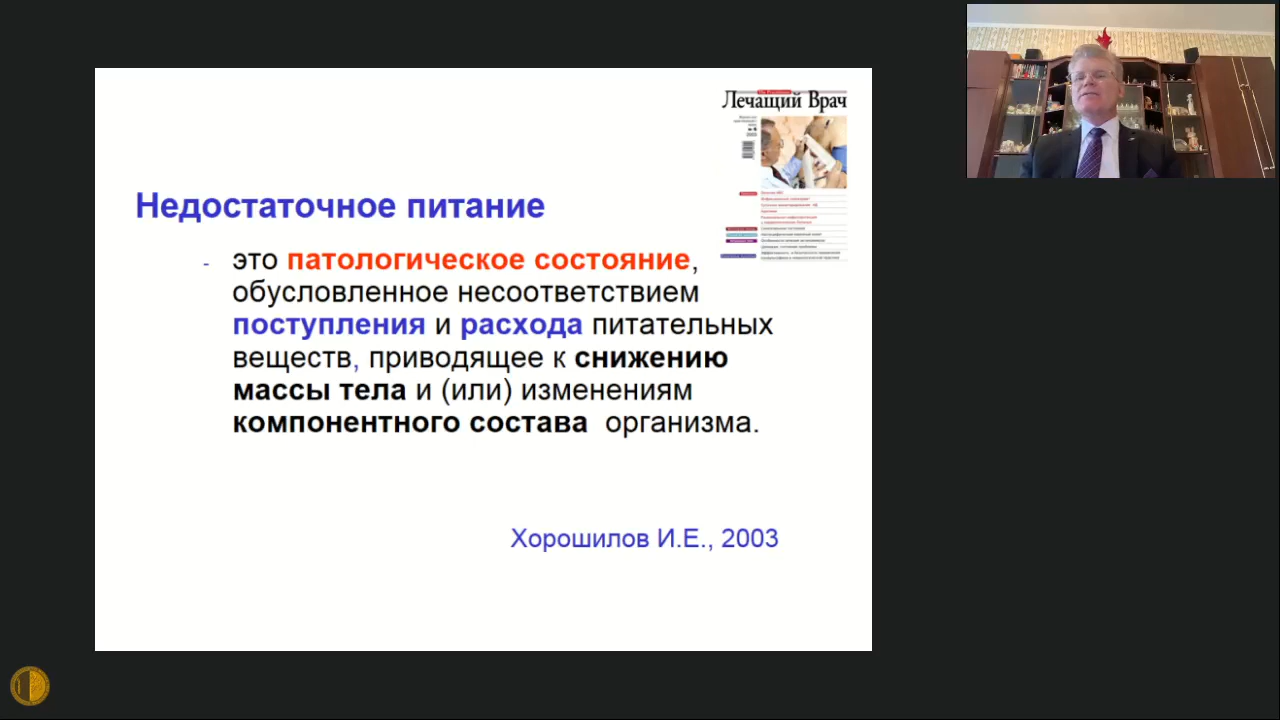 Лечащий Врач
Недостаточное питание
- это патологическое состояние,
обусловленное несоответствием
поступления и расхода питательных
веществ, приводящее к снижению
массы тела и (или) изменениям
компонентного состава организма.
Хорошилов И.Е., 2003